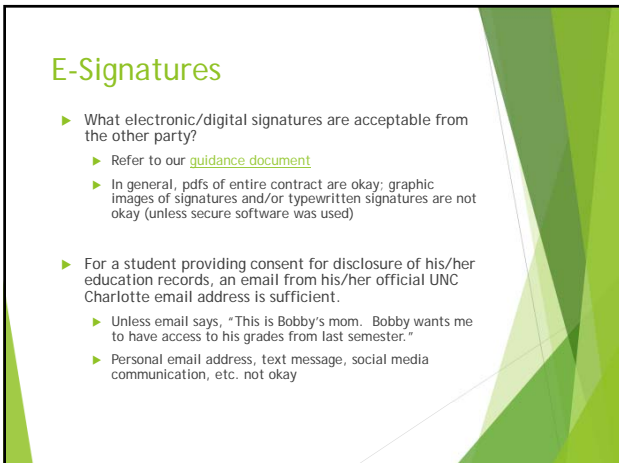 E-Signatures
What electronic/digital signatures are acceptable from
the other party?
Refer to our guidance document
In general, pdfs of entire contract are okay; graphic
images of signatures and/or typewritten signatures are not
okay (unless secure software was used)
For a student providing consent for disclosure of his/her
education records, an email from his/her official UNC
Charlotte email address is sufficient.
Unless email says, “This is Bobby’s mom.  Bobby wants me
to have access to his grades from last semester.”
Personal email address, text message, social media
communication, etc. not okay